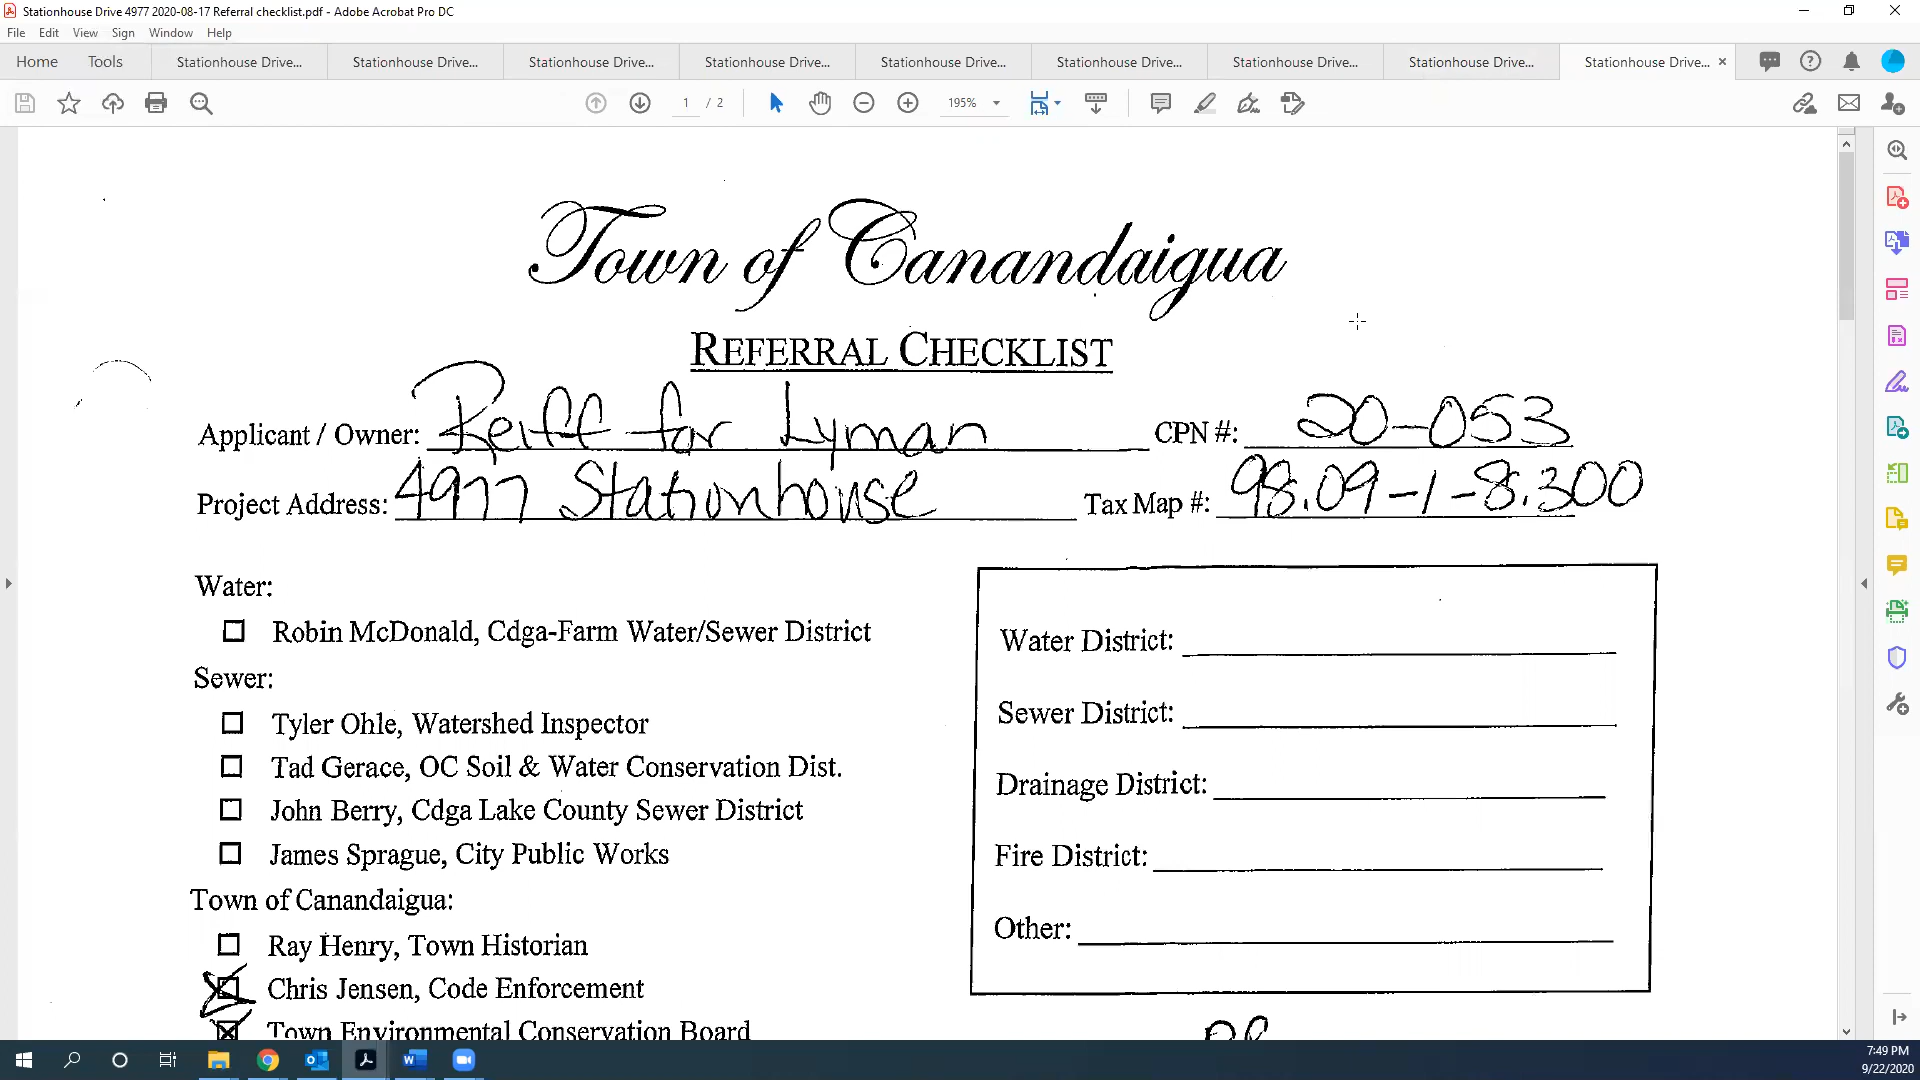 Stationhouse Drive 4977 2020-08-17 Referral checklist.pdf - Adobe Acrobat Pro DC
File Edit View Sign Window Help
Home Tools Stationhouse Drive... Stationhouse Drive... Stationhouse Drive... Stationhouse Drive... Stationhouse Drive... Stationhouse Drive... Stationhouse Drive... Stationhouse Drive... Stationhouse Drive...
1 / 2 195%
Town of Canandaigua
REFERRAL CHECKLIST
Applicant / Owner: Reiff for Lyman CPN #: 20-053
Project Address: 4977 Stationhouse Tax Map #: 98.09-1-8.300
Water:
Robin McDonald, Cdga-Farm Water/Sewer District
Sewer:
Tyler Ohle, Watershed Inspector
Tad Gerace, OC Soil & Water Conservation Dist.
John Berry, Cdga Lake County Sewer District
James Sprague, City Public Works
Town of Canandaigua:
Ray Henry, Town Historian
Chris Jensen, Code Enforcement
Town Environmental Conservation Board
Water District:
Sewer District:
Drainage District:
Fire District:
Other:
7:49 PM
9/22/2020